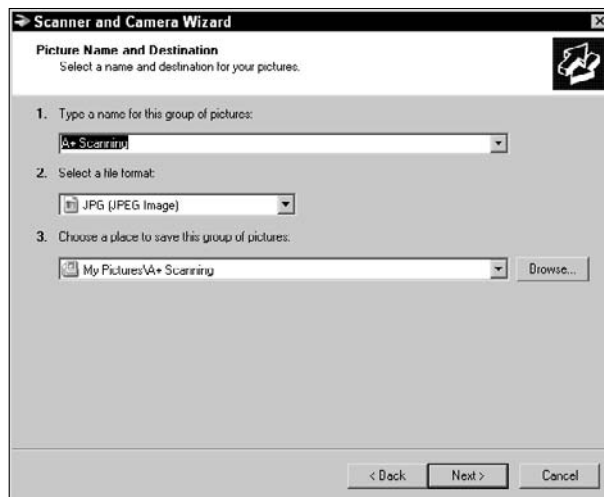 Scanner and Camera Wizard
Picture Name and Destination
Select a name and destination for your pictures.
1. Type a name for this group of pictures:
A+ Scanning
2. Select a file format:
JPG (JPEG Image)
3. Choose a place to save this group of pictures:
My Pictures\A+ Scanning
Browse...
< Back
Next >
Cancel